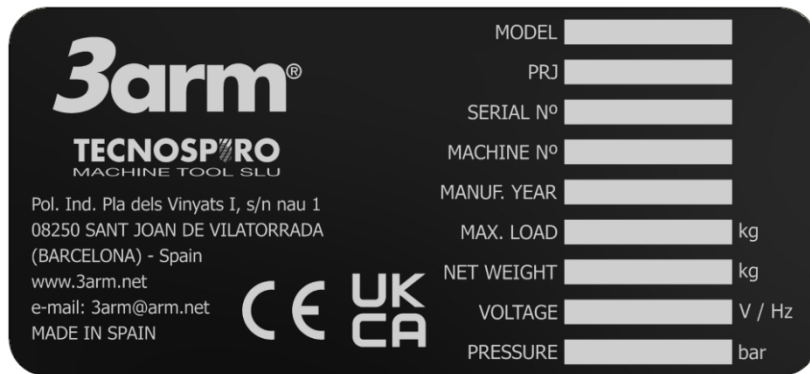 3arm®
TECNOSPIRO
MACHINE TOOL SLU
Pol. Ind. Pla dels Vinyats I, s/n nau 1
08250 SANT JOAN DE VILATORRADA
(BARCELONA) - Spain
www.3arm.net
e-mail: 3arm@arm.net
MADE IN SPAIN
CE
UK
CA
MODEL
PRJ
SERIAL Nº
MACHINE Nº
MANUF. YEAR
MAX. LOAD kg
NET WEIGHT kg
VOLTAGE V / Hz
PRESSURE bar